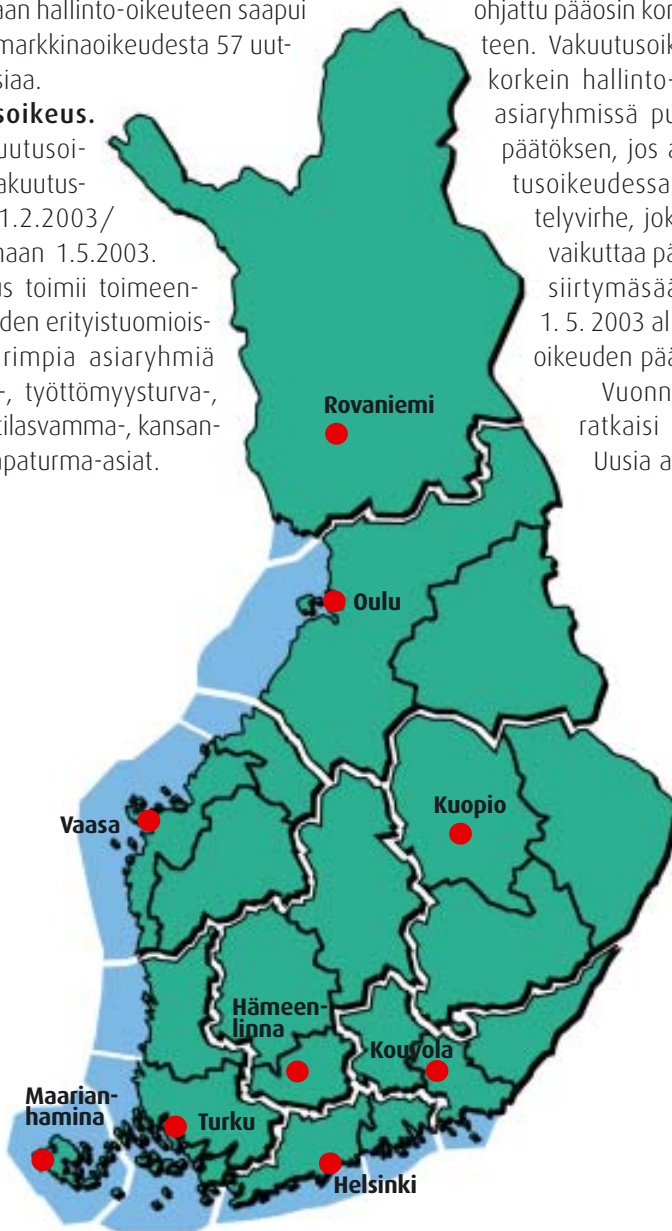 aan hallinto-oikeuteen saapui
markkinaoikeudesta 57 uut-
siaa.
soikeus.
uutusoi-
akuutus-
1.2.2003/
naan 1.5.2003.
us toimii toimeen-
den erityistuomiois-
rimpia asiaryhmiä
-, työttömyysturva-,
tilasvamma-, kansan-
apaturma-asiat.
ohjattu pääosin kor
teen. Vakuutusoik
korkein hallinto-
asiaryhmissä pu
päätöksen, jos a
tusoikeudessa
telyvirhe, jok
vaikuttaa pä
siirtymäsää
1. 5. 2003 al
oikeuden pää
Vuonn
ratkaisi
Uusia a
Rovaniemi
Oulu
Kuopio
Vaasa
Hämeen-
linna
Kouvola
Maarian-
hamina
Turku
Helsinki